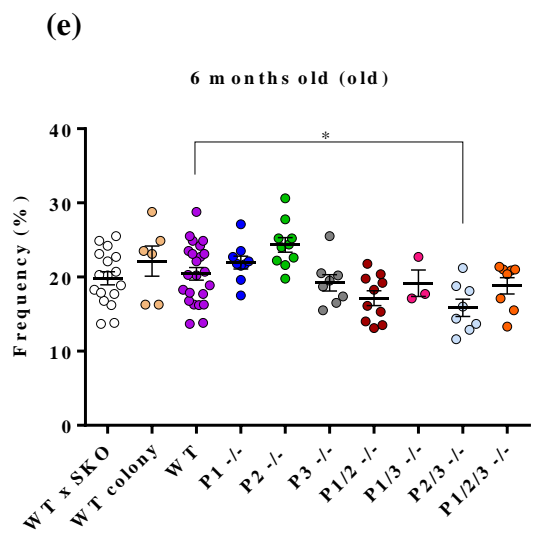 (e)
6 months old (old)
*
Frequency (%)
40
30
20
10
0
WT x SKO
WT colony
WT
P1 -/-
P2 -/-
P3 -/-
P1/2 -/-
P1/3 -/-
P2/3 -/-
P1/2/3 -/-